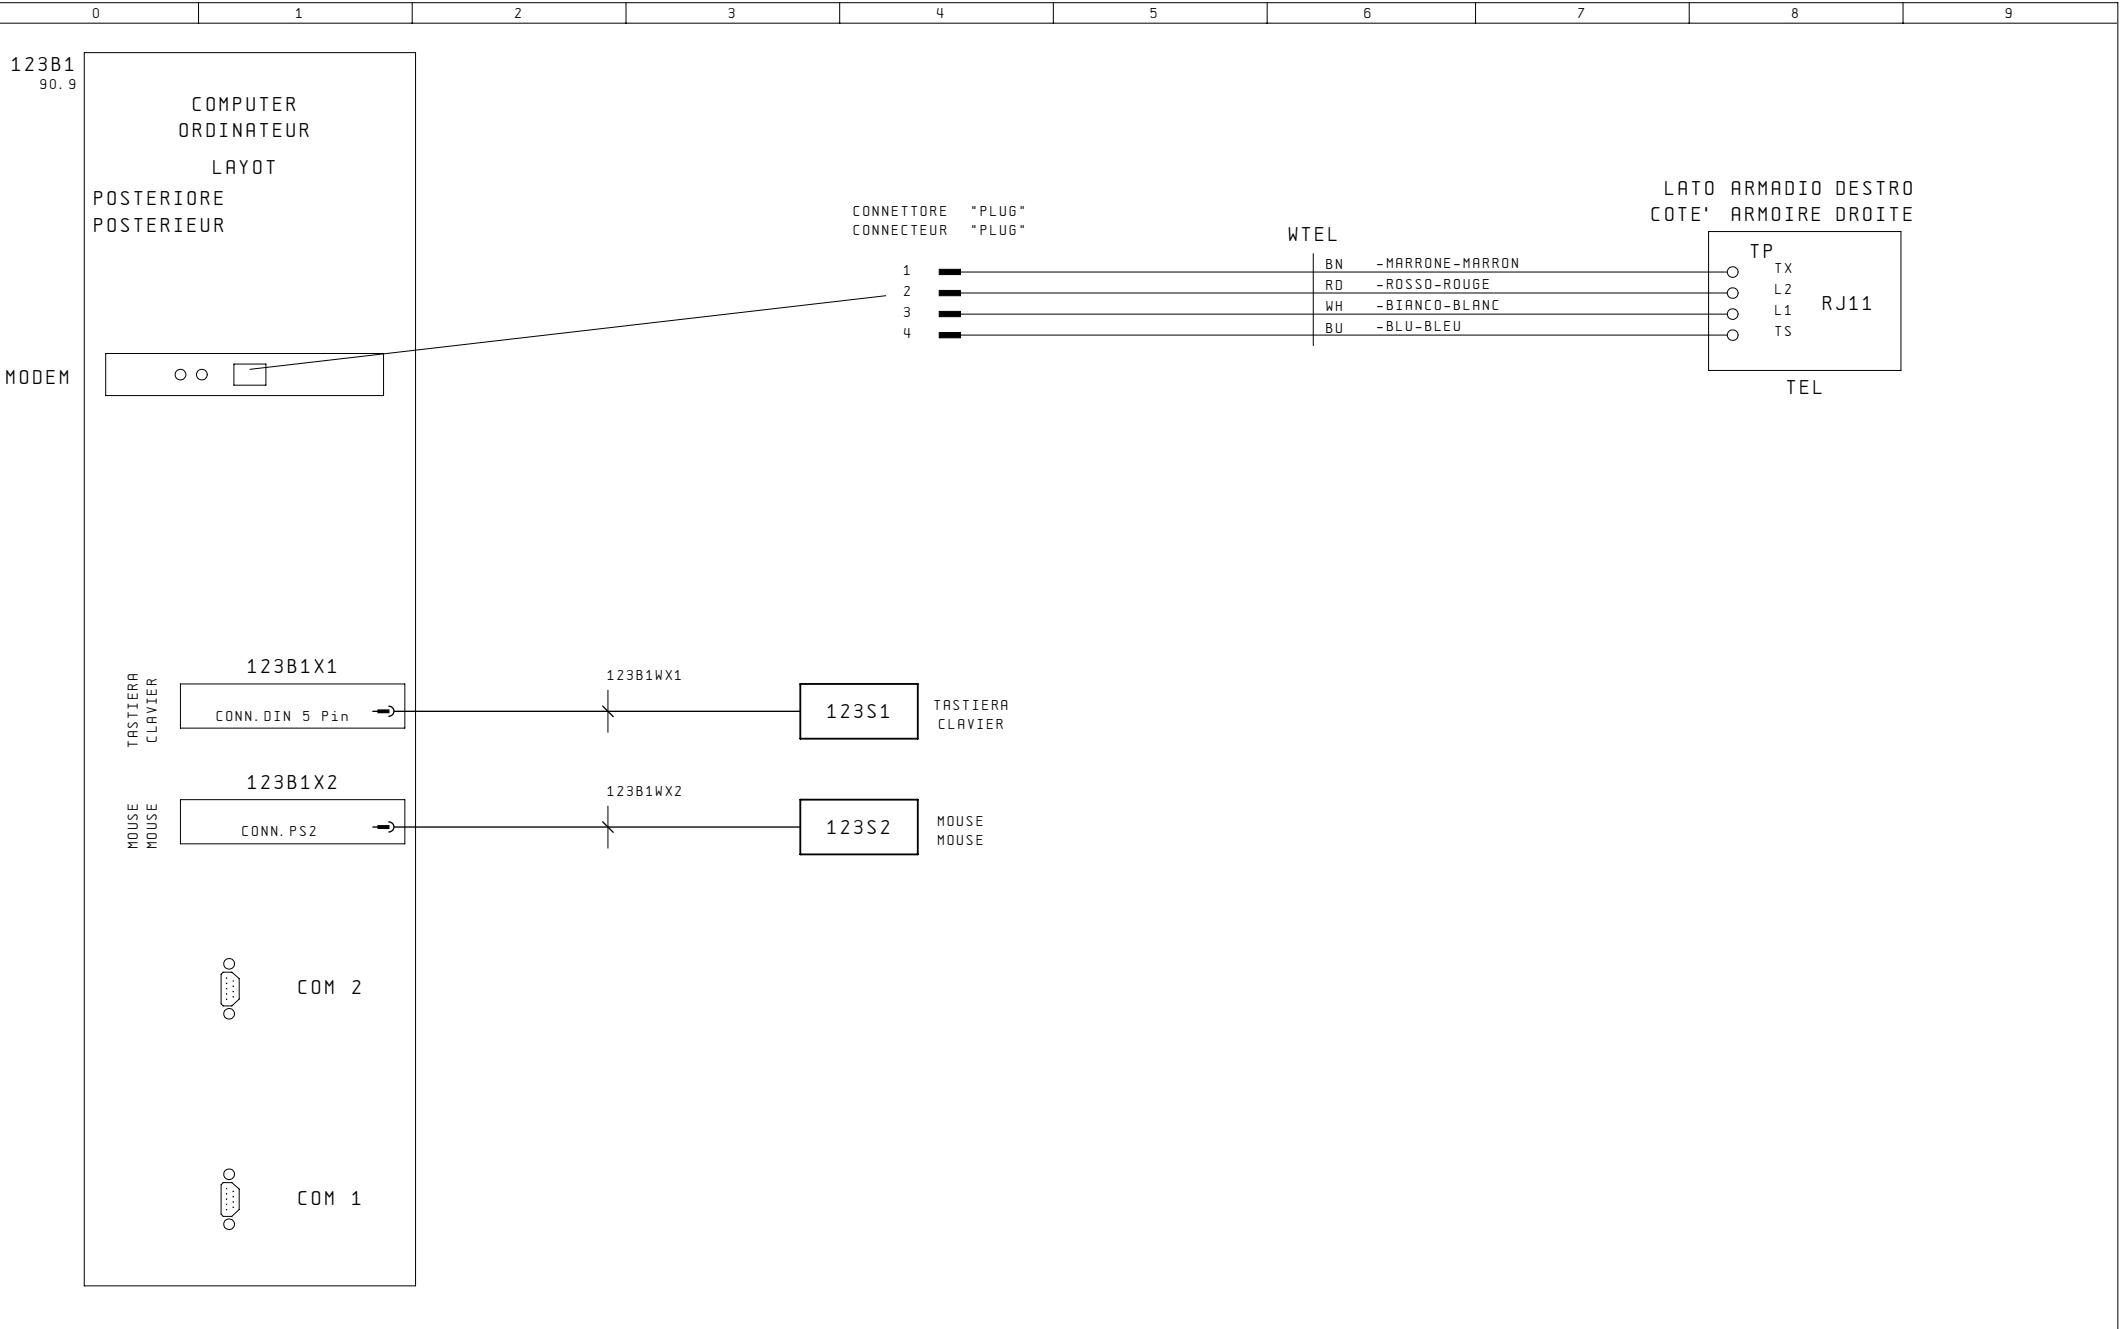 0 1 2 3 4 5 6 7 8 9
123B1
90.9
COMPUTER
ORDINATEUR
LAYOT
POSTERIORE
POSTERIEUR
MODEM
CONNETTORE "PLUG"
CONNECTEUR "PLUG"
1
2
3
4
WTEL
BN -MARRONE-MARRON
RD -ROSSO-ROUGE
WH -BIANCO-BLANC
BU -BLU-BLEU
LATO ARMADIO DESTRO
COTE' ARMOIRE DROITE
TP
TX
L2
L1
TS
RJ11
TEL
TASTIERA
CLAVIER
123B1X1
CONN.DIN 5 Pin
123B1WX1
123S1
TASTIERA
CLAVIER
MOUSE
MOUSE
123B1X2
CONN.PS2
123B1WX2
123S2
MOUSE
MOUSE
COM 2
COM 1